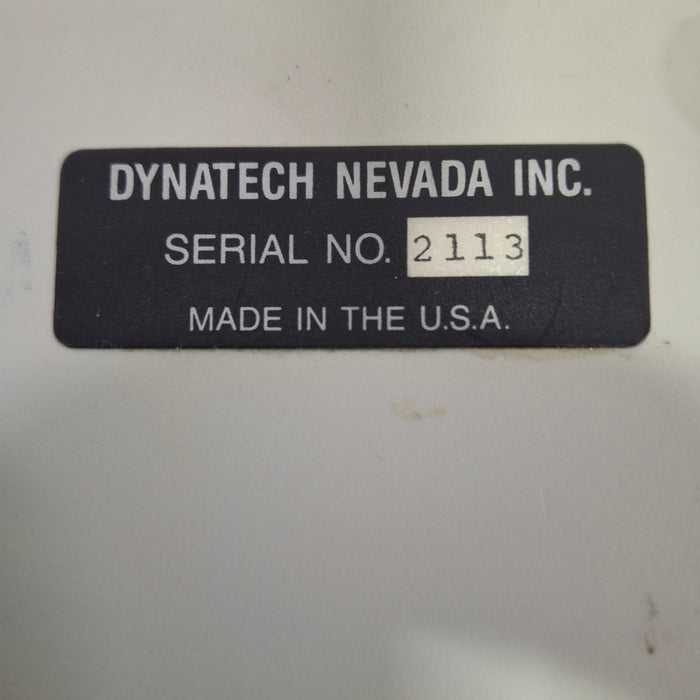 DYNATECH NEVADA INC.
SERIAL NO. 2113
MADE IN THE U.S.A.